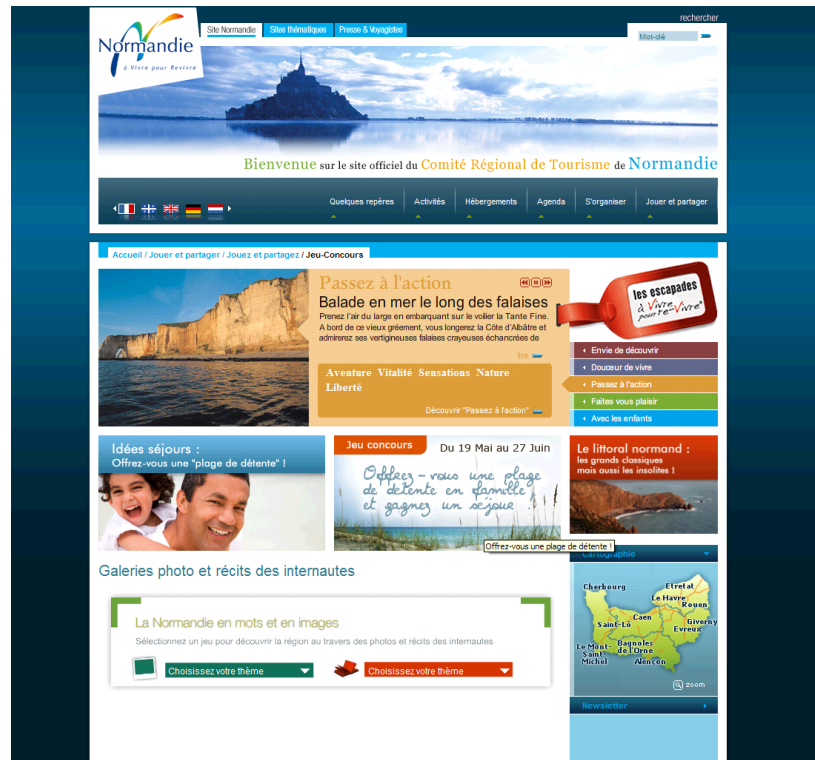 rechercher
Normandie
à Vivre pour Revivre
Site Normandie
Sites thématiques
Presse & Voyagistes
Mot-clé
Bienvenue sur le site officiel du Comité Régional de Tourisme de Normandie
Quelques repères
Activités
Hébergements
Agenda
S'organiser
Jouer et partager
Accueil / Jouer et partager / Jouez et partagez / Jeu-Concours
Passez à l'action
Balade en mer le long des falaises
Prenez l'air du large en embarquant sur le voilier la Tante Fine.
A bord de ce vieux gréement, vous longerez la Côte d'Albâtre et
admirerez ses vertigineuses falaises crayeuses échancrées de
lire
Aventure Vitalité Sensations Nature
Liberté
Découvrir "Passez à l'action"
les escapades
à Vivre
pour re-Vivre
Envie de découvrir
Douceur de vivre
Passez à l'action
Faites vous plaisir
Avec les enfants
Idées séjours :
Offrez-vous une "plage de détente" !
Jeu concours
Du 19 Mai au 27 Juin
Offrez-vous une plage
de détente en famille
et gagnez un séjour !
Offrez-vous une plage de détente !
Le littoral normand :
les grands classiques
mais aussi les insolites !
Cartographie
Cherbourg
Etretat
Le Havre
Rouen
Caen
Saint-Lô
Giverny
Evreux
Le Mont-
Saint-
Michel
Bagnoles
de l'Orne
Alençon
zoom
Newsletter
Galeries photo et récits des internautes
La Normandie en mots et en images
Sélectionnez un jeu pour découvrir la région au travers des photos et récits des internautes
Choisissez votre thème
Choisissez votre thème